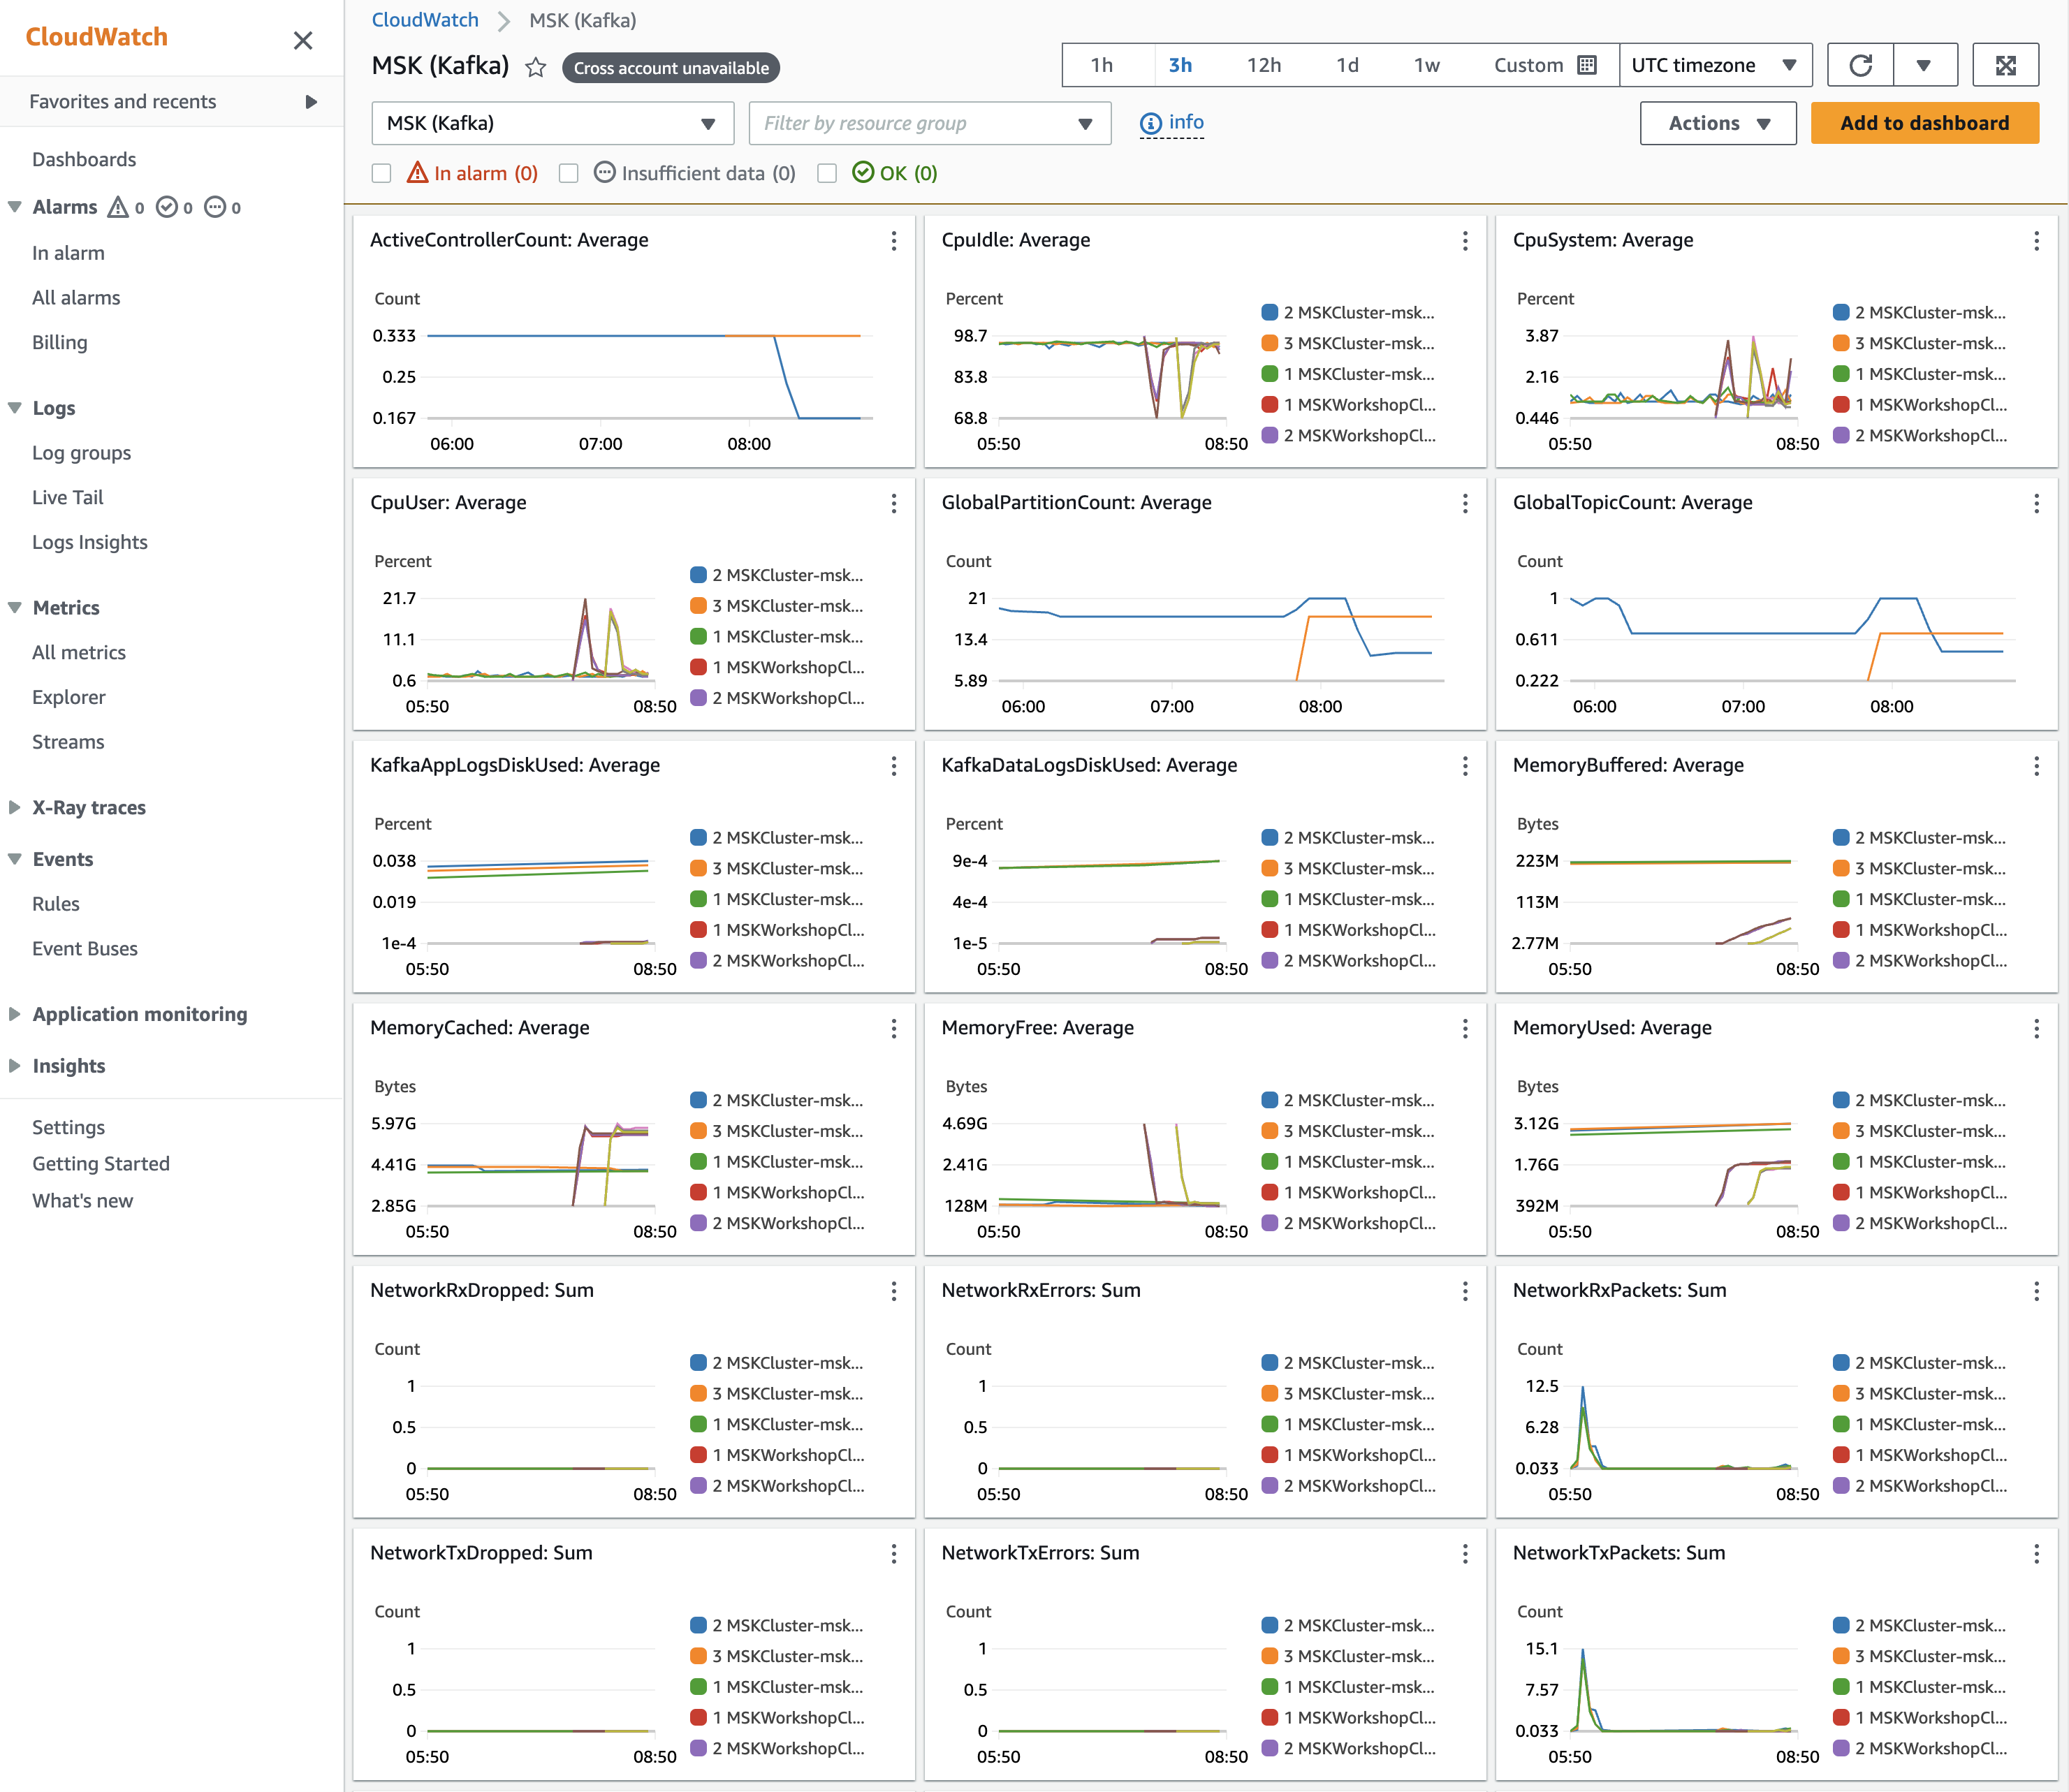 CloudWatch
Favorites and recents
Dashboards
Alarms 0 0 0
In alarm
All alarms
Billing
Logs
Log groups
Live Tail
Logs Insights
Metrics
All metrics
Explorer
Streams
X-Ray traces
Events
Rules
Event Buses
Application monitoring
Insights
Settings
Getting Started
What's new
CloudWatch MSK (Kafka)
MSK (Kafka) Cross account unavailable
1h 3h 12h 1d 1w Custom UTC timezone
MSK (Kafka) Filter by resource group info
Actions Add to dashboard
In alarm (0) Insufficient data (0) OK (0)
ActiveControllerCount: Average
Count
0.333
0.25
0.167
06:00 07:00 08:00
CpuIdle: Average
Percent
98.7
83.8
68.8
05:50 08:50
2 MSKCluster-msk...
3 MSKCluster-msk...
1 MSKCluster-msk...
1 MSKWorkshopCl...
2 MSKWorkshopCl...
CpuSystem: Average
Percent
3.87
2.16
0.446
05:50 08:50
2 MSKCluster-msk...
3 MSKCluster-msk...
1 MSKCluster-msk...
1 MSKWorkshopCl...
2 MSKWorkshopCl...
CpuUser: Average
Percent
21.7
11.1
0.6
05:50 08:50
2 MSKCluster-msk...
3 MSKCluster-msk...
1 MSKCluster-msk...
1 MSKWorkshopCl...
2 MSKWorkshopCl...
GlobalPartitionCount: Average
Count
21
13.4
5.89
06:00 07:00 08:00
GlobalTopicCount: Average
Count
1
0.611
0.222
06:00 07:00 08:00
KafkaAppLogsDiskUsed: Average
Percent
0.038
0.019
1e-4
05:50 08:50
2 MSKCluster-msk...
3 MSKCluster-msk...
1 MSKCluster-msk...
1 MSKWorkshopCl...
2 MSKWorkshopCl...
KafkaDataLogsDiskUsed: Average
Percent
9e-4
4e-4
1e-5
05:50 08:50
2 MSKCluster-msk...
3 MSKCluster-msk...
1 MSKCluster-msk...
1 MSKWorkshopCl...
2 MSKWorkshopCl...
MemoryBuffered: Average
Bytes
223M
113M
2.77M
05:50 08:50
2 MSKCluster-msk...
3 MSKCluster-msk...
1 MSKCluster-msk...
1 MSKWorkshopCl...
2 MSKWorkshopCl...
MemoryCached: Average
Bytes
5.97G
4.41G
2.85G
05:50 08:50
2 MSKCluster-msk...
3 MSKCluster-msk...
1 MSKCluster-msk...
1 MSKWorkshopCl...
2 MSKWorkshopCl...
MemoryFree: Average
Bytes
4.69G
2.41G
128M
05:50 08:50
2 MSKCluster-msk...
3 MSKCluster-msk...
1 MSKCluster-msk...
1 MSKWorkshopCl...
2 MSKWorkshopCl...
MemoryUsed: Average
Bytes
3.12G
1.76G
392M
05:50 08:50
2 MSKCluster-msk...
3 MSKCluster-msk...
1 MSKCluster-msk...
1 MSKWorkshopCl...
2 MSKWorkshopCl...
NetworkRxDropped: Sum
Count
1
0.5
0
05:50 08:50
2 MSKCluster-msk...
3 MSKCluster-msk...
1 MSKCluster-msk...
1 MSKWorkshopCl...
2 MSKWorkshopCl...
NetworkRxErrors: Sum
Count
1
0.5
0
05:50 08:50
2 MSKCluster-msk...
3 MSKCluster-msk...
1 MSKCluster-msk...
1 MSKWorkshopCl...
2 MSKWorkshopCl...
NetworkRxPackets: Sum
Count
12.5
6.28
0.033
05:50 08:50
2 MSKCluster-msk...
3 MSKCluster-msk...
1 MSKCluster-msk...
1 MSKWorkshopCl...
2 MSKWorkshopCl...
NetworkTxDropped: Sum
Count
1
0.5
0
05:50 08:50
2 MSKCluster-msk...
3 MSKCluster-msk...
1 MSKCluster-msk...
1 MSKWorkshopCl...
2 MSKWorkshopCl...
NetworkTxErrors: Sum
Count
1
0.5
0
05:50 08:50
2 MSKCluster-msk...
3 MSKCluster-msk...
1 MSKCluster-msk...
1 MSKWorkshopCl...
2 MSKWorkshopCl...
NetworkTxPackets: Sum
Count
15.1
7.57
0.033
05:50 08:50
2 MSKCluster-msk...
3 MSKCluster-msk...
1 MSKCluster-msk...
1 MSKWorkshopCl...
2 MSKWorkshopCl...